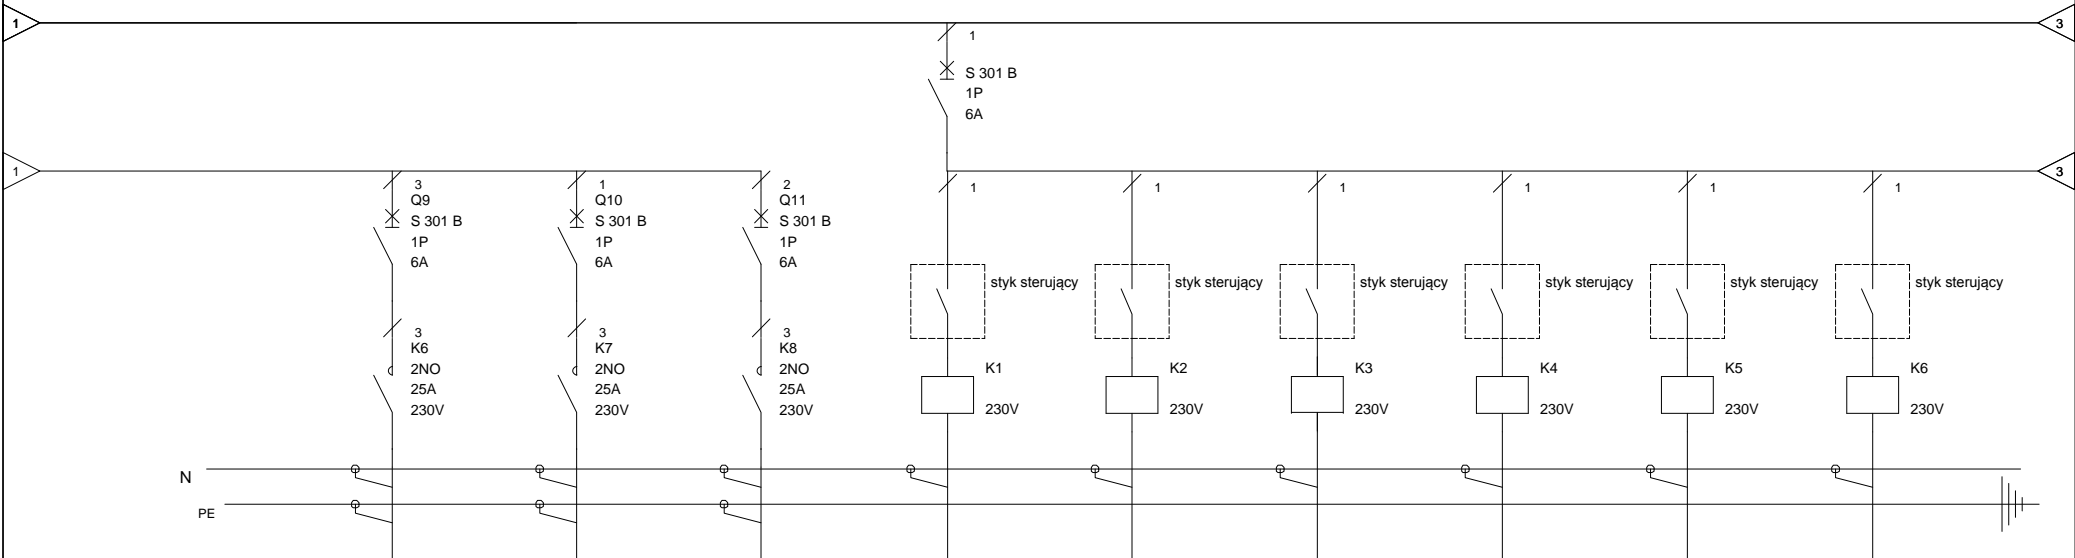 1
3
1
S 301 B
1P
6A
1
3
3
Q9
S 301 B
1P
6A
1
Q10
S 301 B
1P
6A
2
Q11
S 301 B
1P
6A
1
1
1
1
1
1
styk sterujący
styk sterujący
styk sterujący
styk sterujący
styk sterujący
styk sterujący
3
K6
2NO
25A
230V
3
K7
2NO
25A
230V
3
K8
2NO
25A
230V
K1
230V
K2
230V
K3
230V
K4
230V
K5
230V
K6
230V
N
PE